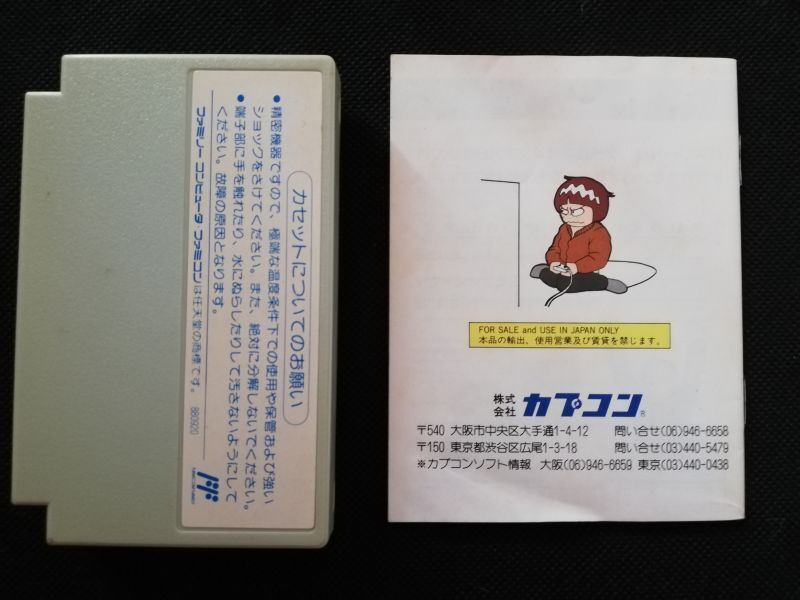 カセットについてのお願い
●精密機器ですので、極端な温度条件下での使用や保管および強い
ショックをさけてください。また、絶対に分解しないでください。
●端子部に手を触れたり、水にぬらしたりして汚さないようにして
ください。故障の原因となります。
ファミリーコンピュータ ファミコンは任天堂の商標です。
FOR SALE and USE IN JAPAN ONLY
本品の輸出、使用営業及び賃貸を禁じます。
株式会社 カプコン®
〒540 大阪市中央区大手通1-4-12 問い合せ(06)946-6658
〒150 東京都渋谷区広尾1-3-18 問い合せ(03)440-5479
※カプコンソフト情報 大阪(06)946-6659 東京(03)440-0438